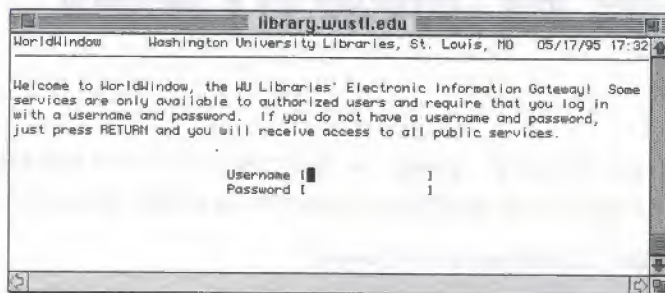 library.wustl.edu
WorldWindow Washington University Libraries, St. Louis, MO 05/17/95 17:32
Welcome to WorldWindow, the WU Libraries' Electronic Information Gateway! Some
services are only available to authorized users and require that you log in
with a username and password. If you do not have a username and password,
just press RETURN and you will receive access to all public services.
Username [ ]
Password [ ]